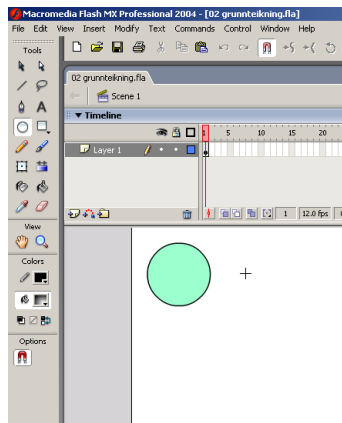 Macromedia Flash MX Professional 2004 - [02 grunnteikning.fla]
File Edit View Insert Modify Text Commands Control Window Help
Tools
02 grunnteikning.fla
Scene 1
Timeline
1 5 10 15 20
Layer 1
1 12.0 fps
View
Colors
Options